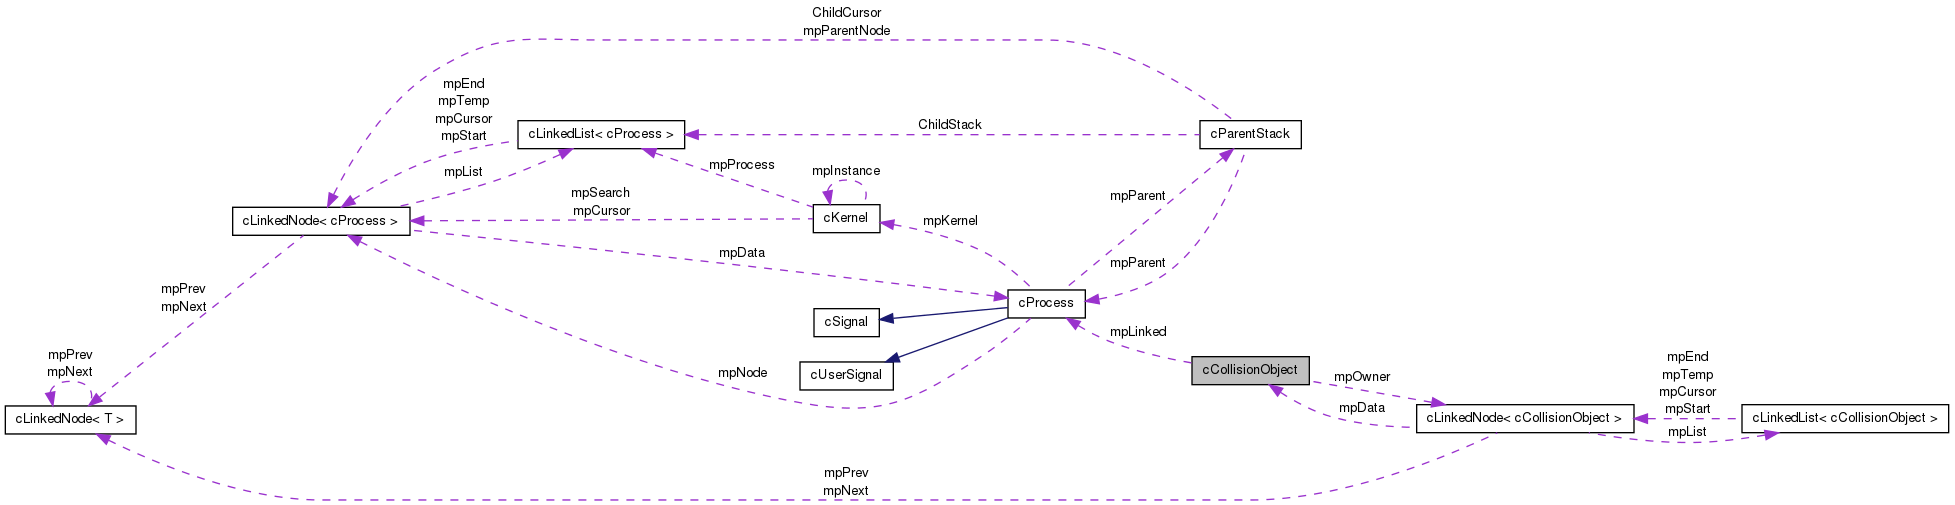 ChildCursor
mpParentNode
mpEnd
mpTemp
mpCursor
mpStart
cLinkedList< cProcess >
ChildStack
cParentStack
mpList
mpProcess
mpInstance
mpSearch
mpCursor
cLinkedNode< cProcess >
cKernel
mpKernel
mpParent
mpData
mpParent
mpPrev
mpNext
cProcess
cSignal
mpLinked
cUserSignal
mpNode
cCollisionObject
mpOwner
mpEnd
mpTemp
mpCursor
mpStart
mpPrev
mpNext
mpData
cLinkedNode< T >
cLinkedNode< cCollisionObject >
cLinkedList< cCollisionObject >
mpList
mpPrev
mpNext